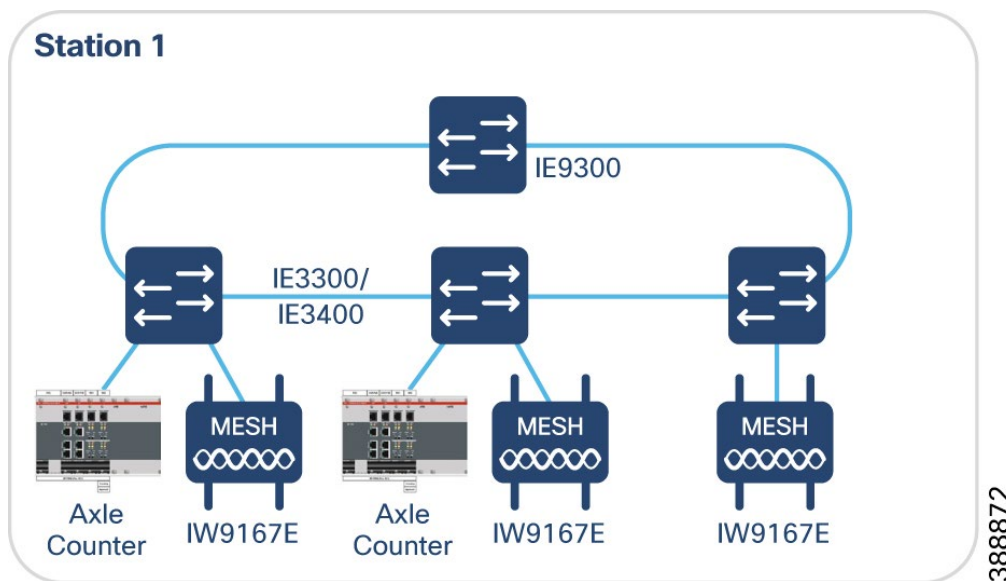 Station 1
IE9300
IE3300/
IE3400
MESH
MESH
MESH
Axle
Counter
IW9167E
Axle
Counter
IW9167E
IW9167E
388872